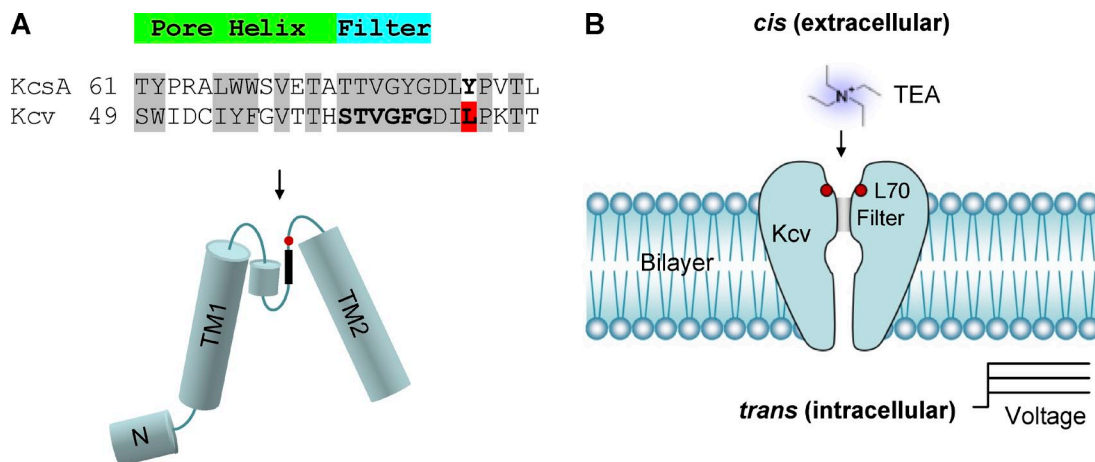 A
Pore Helix Filter
KcsA 61 TYPRALWWSVETATTVGYGDLYPVTL
Kcv 49 SWIDCIYFGVTTHSTVGFGDILPKTT
TM1
TM2
N
B
cis (extracellular)
N+
TEA
L70
Filter
Kcv
Bilayer
trans (intracellular)
Voltage